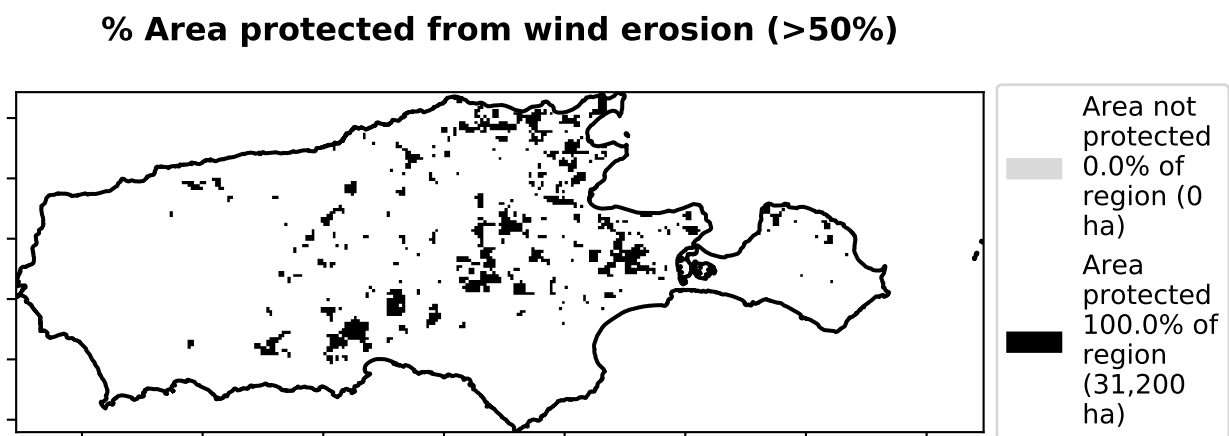 % Area protected from wind erosion (>50%)
Area not
protected
0.0% of
region (0
ha)
Area
protected
100.0% of
region
(31,200
ha)